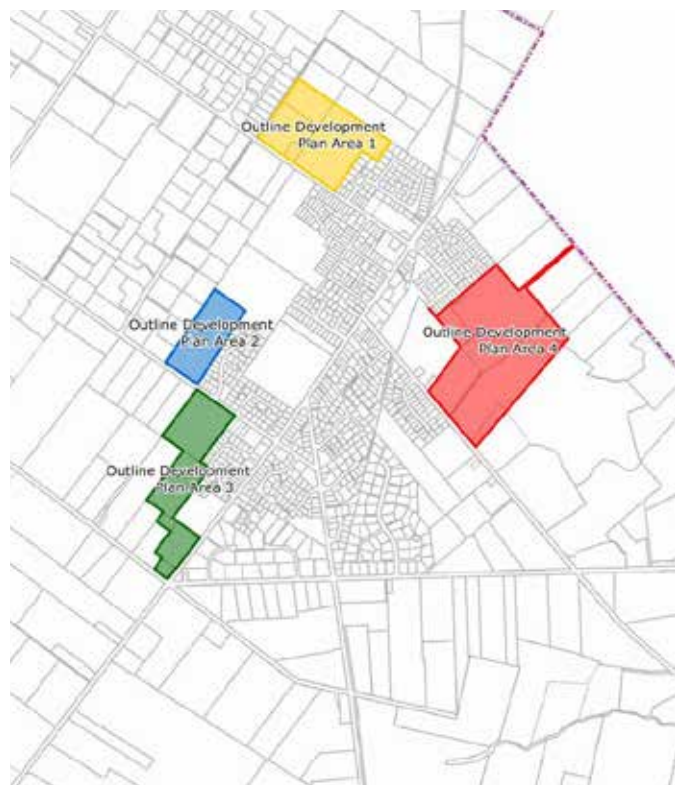 Outline Development
Plan Area 1
Outline Development
Plan Area 2
Outline Development
Plan Area 4
Outline Development
Plan Area 3